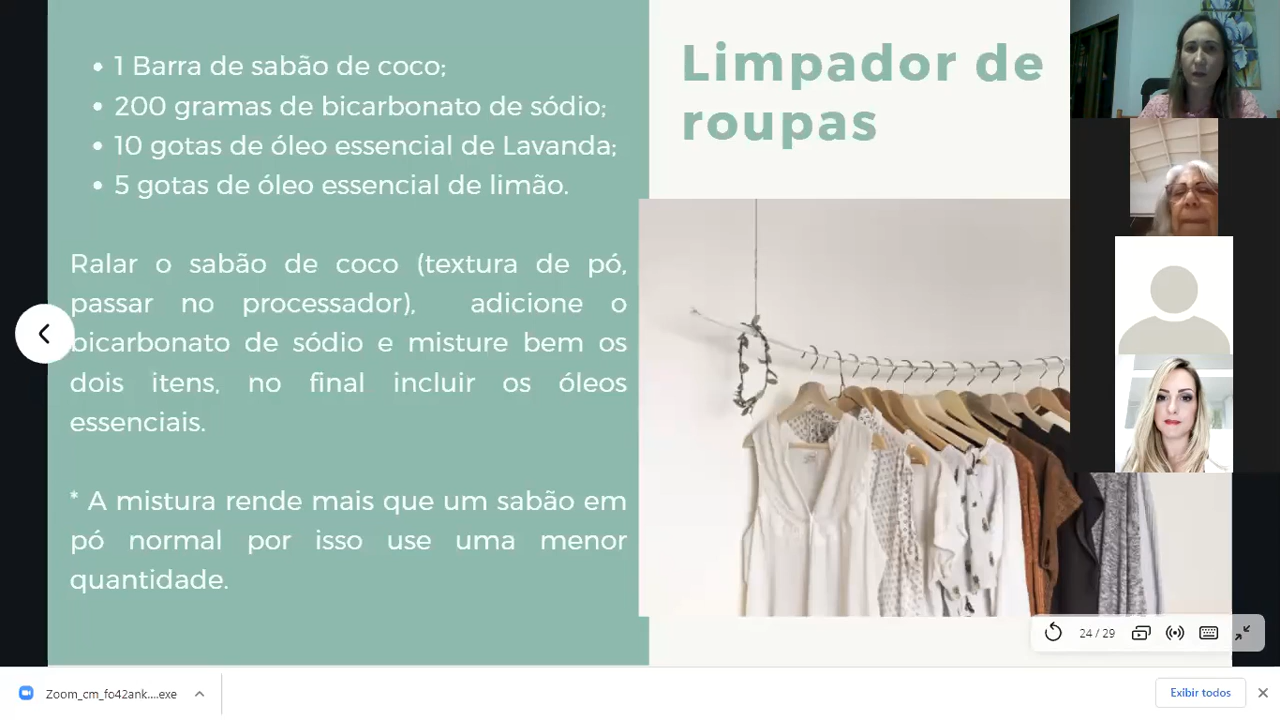 • 1 Barra de sabão de coco;
• 200 gramas de bicarbonato de sódio;
• 10 gotas de óleo essencial de Lavanda;
• 5 gotas de óleo essencial de limão.
Ralar o sabão de coco (textura de pó,
passar no processador), adicione o
bicarbonato de sódio e misture bem os
dois itens, no final incluir os óleos
essenciais.
* A mistura rende mais que um sabão em
pó normal por isso use uma menor
quantidade.
Limpador de
roupas
24 / 29
Zoom_cm_fo42ank....exe
Exibir todos